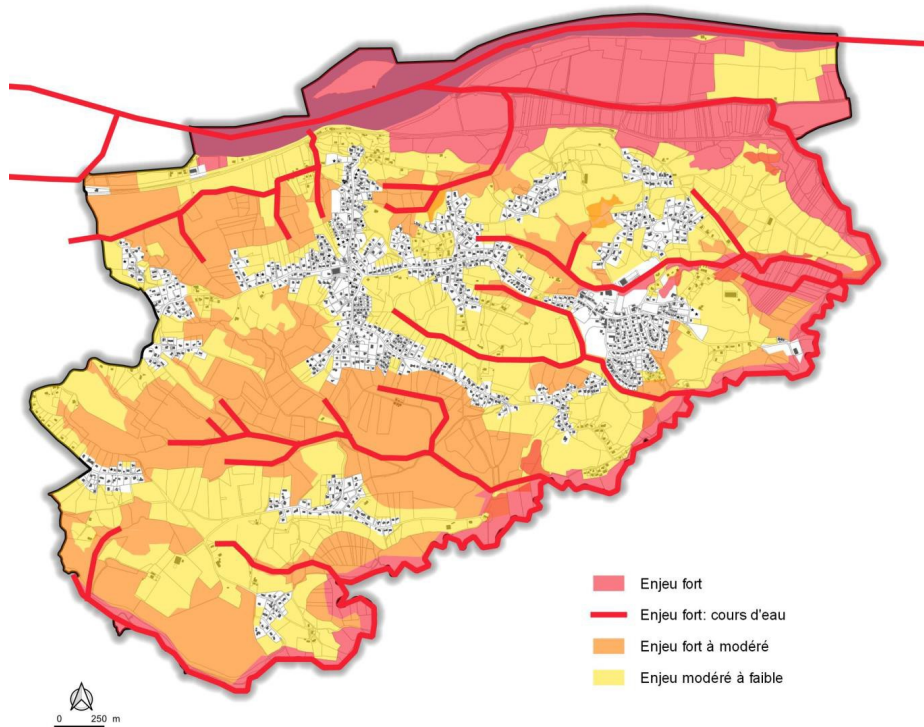 Enjeu fort
Enjeu fort: cours d'eau
Enjeu fort à modéré
Enjeu modéré à faible
0 250 m